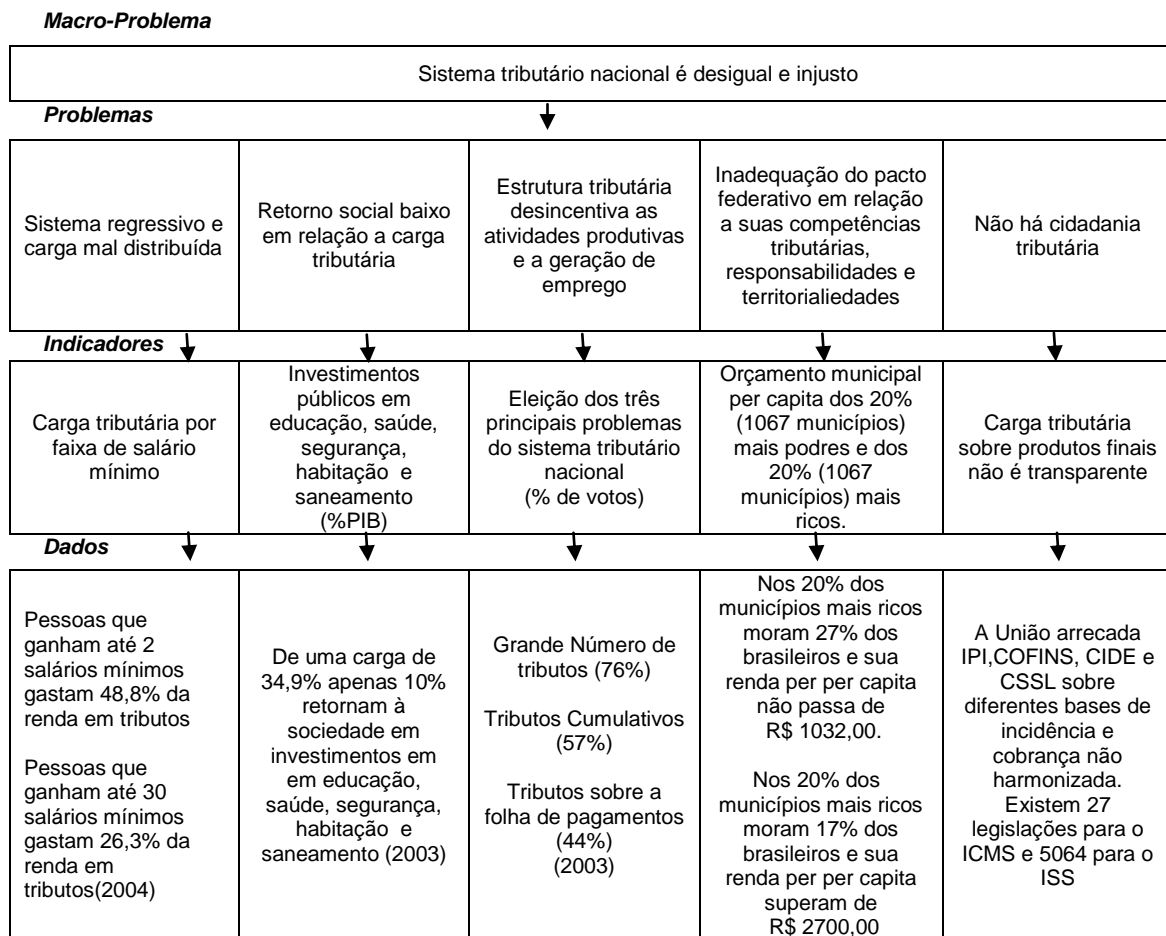 Macro-Problema
Sistema tributário nacional é desigual e injusto
Problemas
Sistema regressivo e
carga mal distribuída
Retorno social baixo
em relação a carga
tributária
Estrutura tributária
desincentiva as
atividades produtivas
e a geração de
emprego
Inadequação do pacto
federativo em relação
a suas competências
tributárias,
responsabilidades e
territorialiedades
Não há cidadania
tributária
Indicadores
Carga tributária por
faixa de salário
mínimo
Investimentos
públicos em
educação, saúde,
segurança,
habitação e
saneamento
(%PIB)
Eleição dos três
principais problemas
do sistema tributário
nacional
(% de votos)
Orçamento municipal
per capita dos 20%
(1067 municípios)
mais podres e dos
20% (1067
municípios) mais
ricos.
Carga tributária
sobre produtos finais
não é transparente
Dados
Pessoas que
ganham até 2
salários mínimos
gastam 48,8% da
renda em tributos
Pessoas que
ganham até 30
salários mínimos
gastam 26,3% da
renda em
tributos(2004)
De uma carga de
34,9% apenas 10%
retornam à
sociedade em
investimentos em
em educação,
saúde, segurança,
habitação e
saneamento (2003)
Grande Número de
tributos (76%)
Tributos Cumulativos
(57%)
Tributos sobre a
folha de pagamentos
(44%)
(2003)
Nos 20% dos
municípios mais ricos
moram 27% dos
brasileiros e sua
renda per per capita
não passa de
R$ 1032,00.
Nos 20% dos
municípios mais ricos
moram 17% dos
brasileiros e sua
renda per per capita
superam de
R$ 2700,00
A União arrecada
IPI,COFINS, CIDE e
CSSL sobre
diferentes bases de
incidência e
cobrança não
harmonizada.
Existem 27
legislações para o
ICMS e 5064 para o
ISS